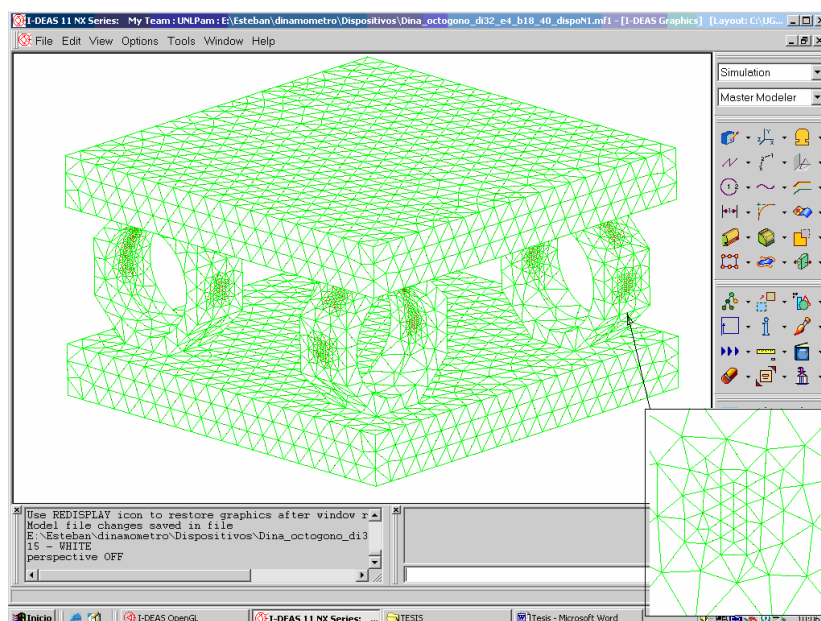 I-DEAS 11 NX Series: My Team : UNLPam : E:\Esteban\dinamometro\Dispositivos\Dina_octogono_di32_e4_b18_40_dispoN1.mf1 - [I-DEAS Graphics] [Layout: C:\UG...
File Edit View Options Tools Window Help
Simulation
Master Modeler
Use REDISPLAY icon to restore graphics after window r
Model file changes saved in file
E:\Esteban\dinamometro\Dispositivos\Dina_octogono_di3
15 - WHITE
perspective OFF
Inicio
I-DEAS OpenGL
I-DEAS 11 NX Series: ...
TESIS
Tesis - Microsoft Word